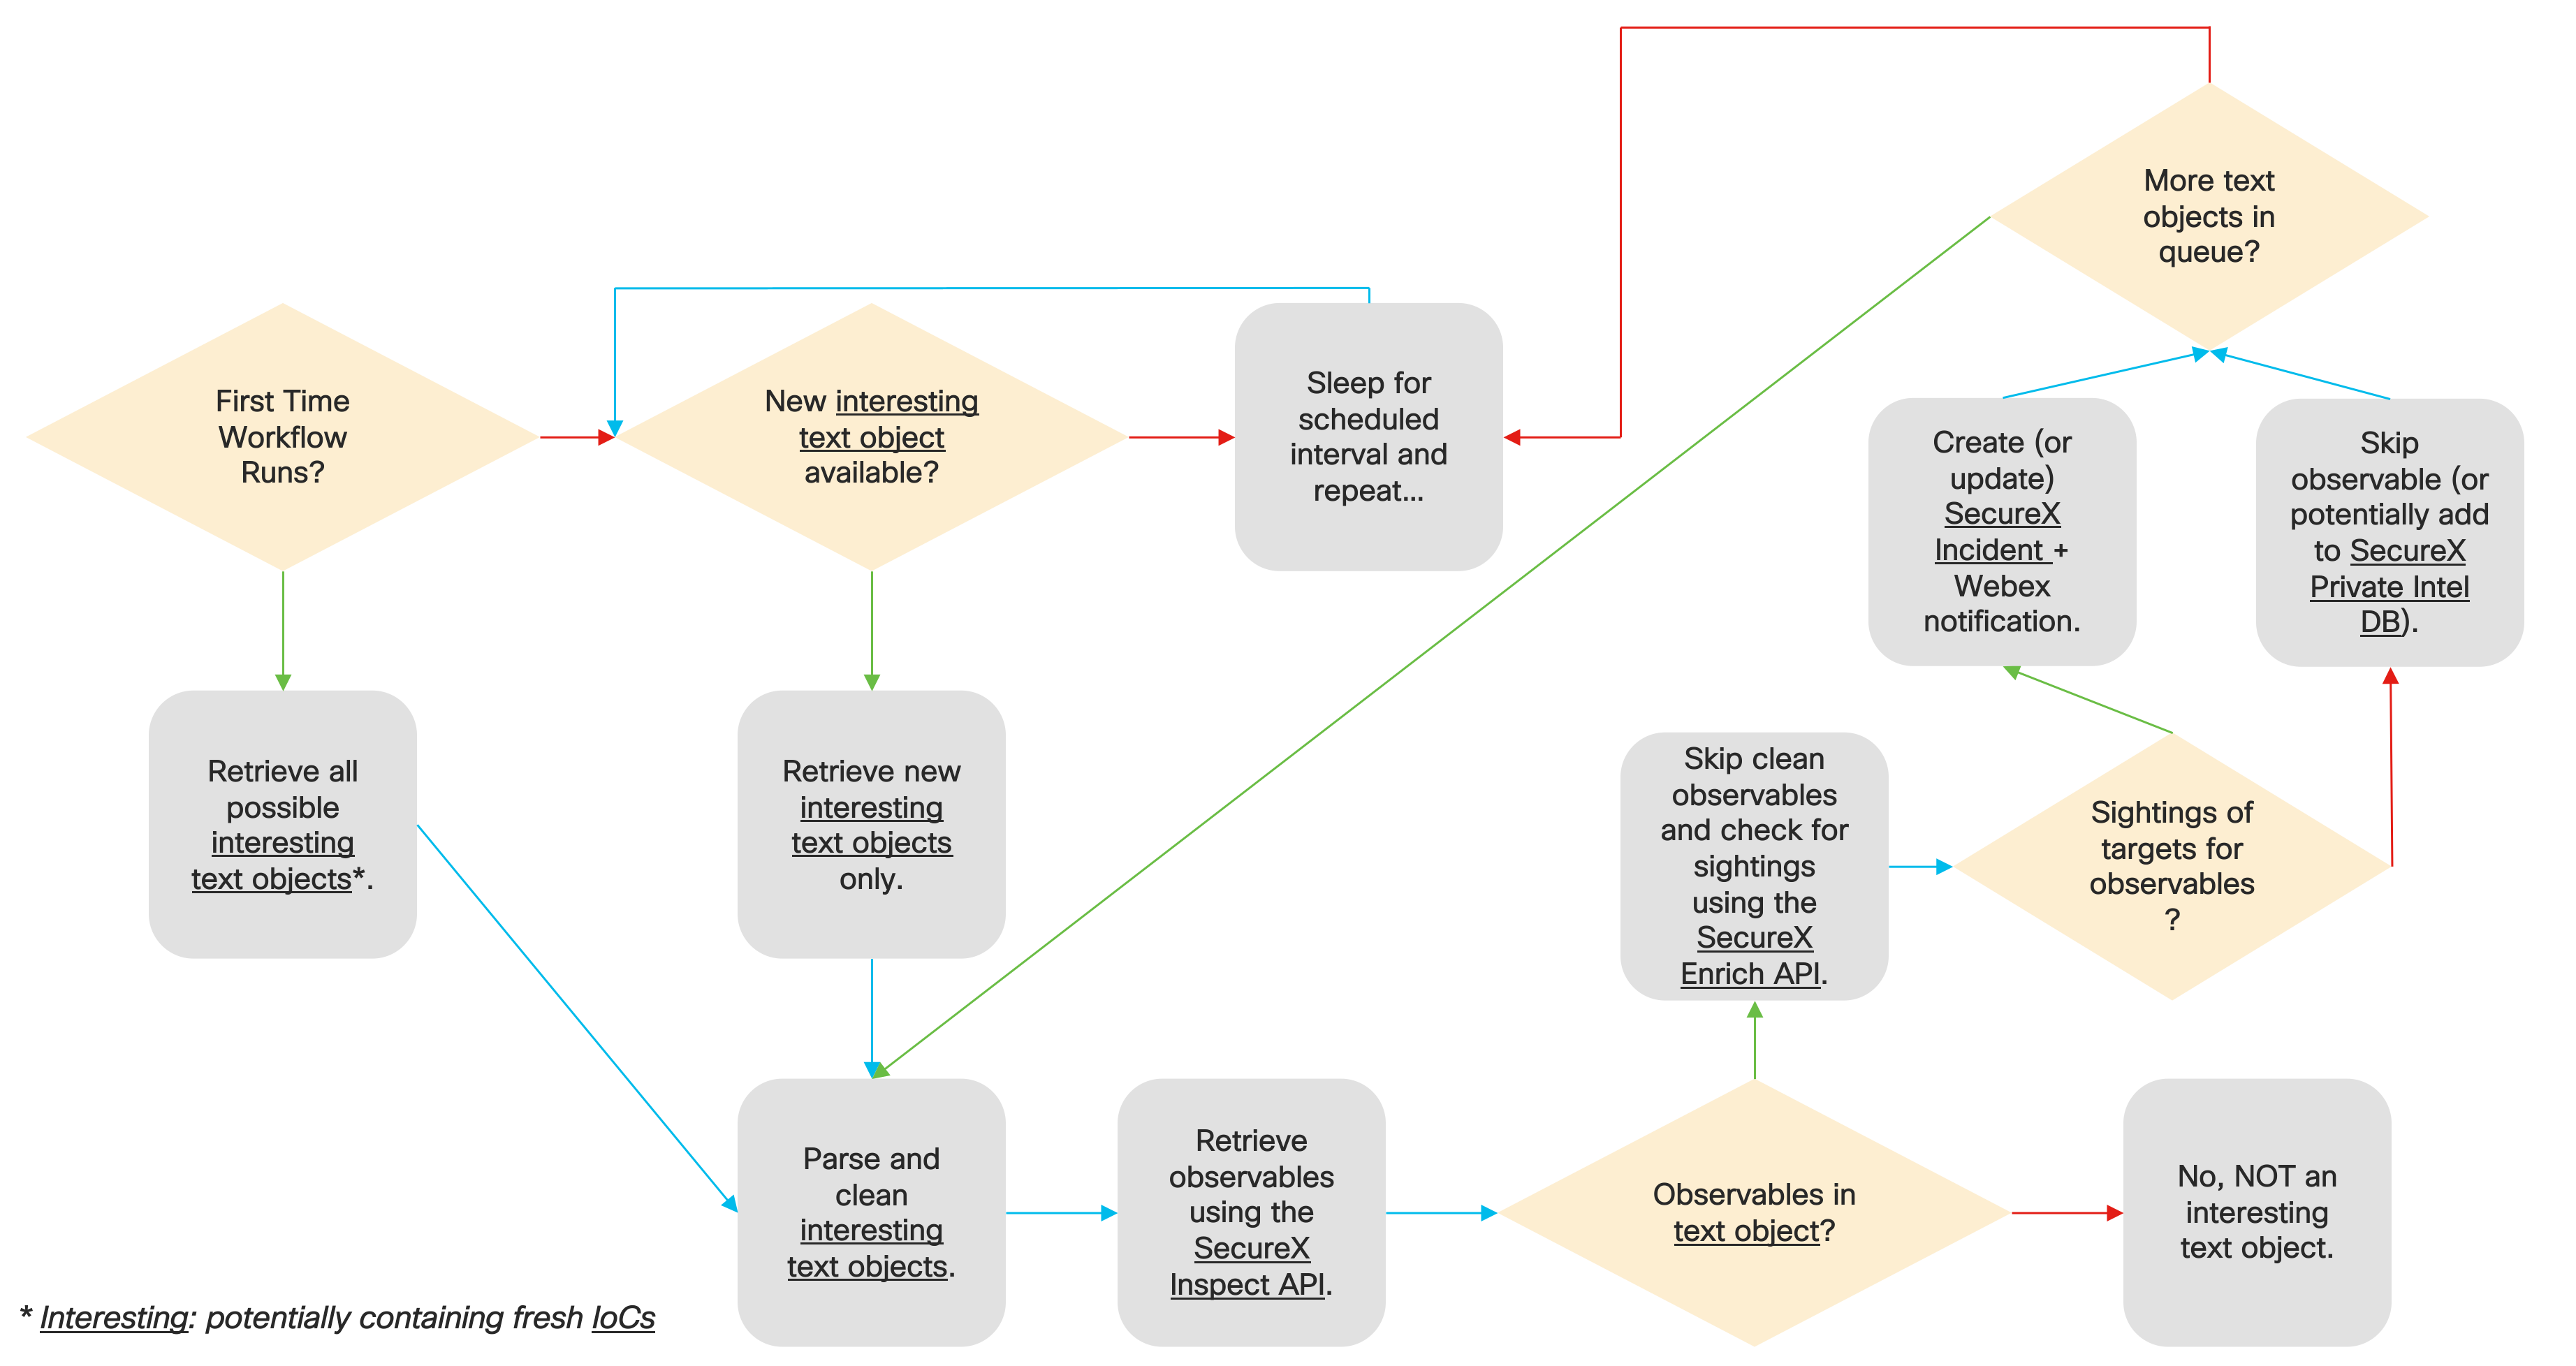 More text
objects in
queue?
First Time
Workflow
Runs?
New interesting
text object
available?
Sleep for
scheduled
interval and
repeat...
Create (or
update)
SecureX
Incident +
Webex
notification.
Skip
observable (or
potentially add
to SecureX
Private Intel
DB).
Retrieve all
possible
interesting
text objects*.
Retrieve new
interesting
text objects
only.
Skip clean
observables
and check for
sightings
using the
SecureX
Enrich API.
Sightings of
targets for
observables
?
Parse and
clean
interesting
text objects.
Retrieve
observables
using the
SecureX
Inspect API.
Observables in
text object?
No, NOT an
interesting
text object.
* Interesting: potentially containing fresh IoCs